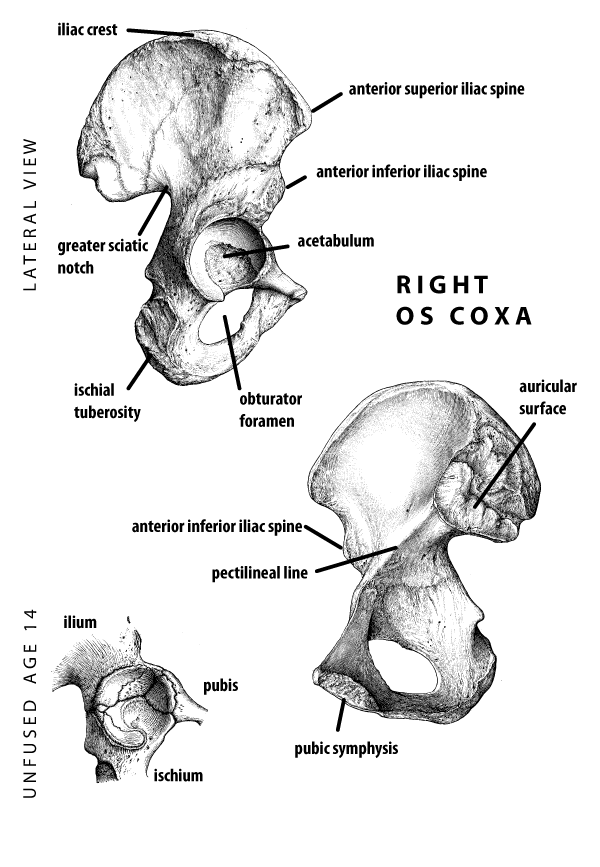 iliac crest
anterior superior iliac spine
LATERAL VIEW
anterior inferior iliac spine
greater sciatic
notch
acetabulum
RIGHT
OS COXA
ischial
tuberosity
obturator
foramen
auricular
surface
anterior inferior iliac spine
pectilineal line
UNFUSED AGE 14
ilium
pubis
ischium
pubic symphysis